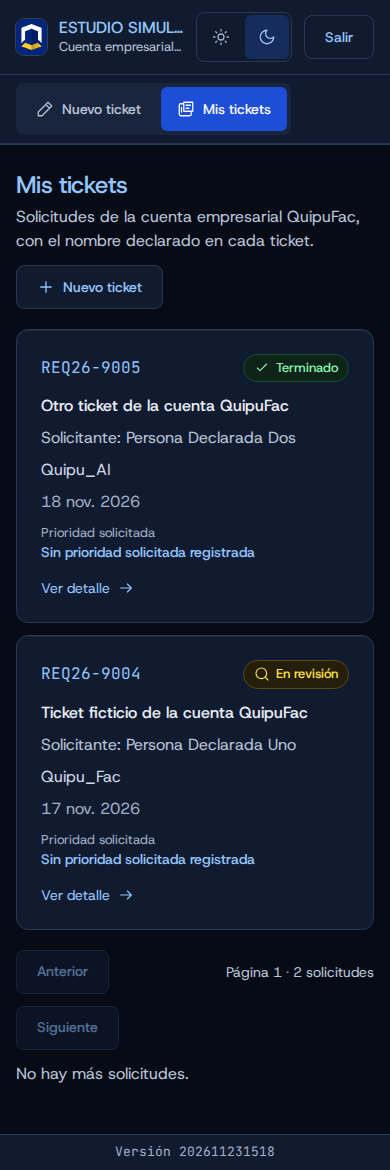 ESTUDIO SIMUL...
Cuenta empresarial...
Salir
Nuevo ticket
Mis tickets
Mis tickets
Solicitudes de la cuenta empresarial QuipuFac,
con el nombre declarado en cada ticket.
Nuevo ticket
REQ26-9005
Terminado
Otro ticket de la cuenta QuipuFac
Solicitante: Persona Declarada Dos
Quipu_AI
18 nov. 2026
Prioridad solicitada
Sin prioridad solicitada registrada
Ver detalle →
REQ26-9004
En revisión
Ticket ficticio de la cuenta QuipuFac
Solicitante: Persona Declarada Uno
Quipu_Fac
17 nov. 2026
Prioridad solicitada
Sin prioridad solicitada registrada
Ver detalle →
Anterior
Página 1 · 2 solicitudes
Siguiente
No hay más solicitudes.
Versión 202611231518